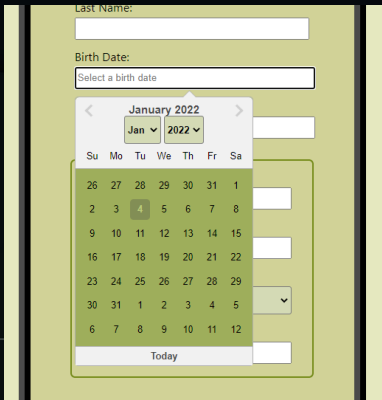 Last Name:
Birth Date:
Select a birth date
January 2022
Jan 2022
Su Mo Tu We Th Fr Sa
26 27 28 29 30 31 1
2 3 4 5 6 7 8
9 10 11 12 13 14 15
16 17 18 19 20 21 22
23 24 25 26 27 28 29
30 31 1 2 3 4 5
6 7 8 9 10 11 12
Today